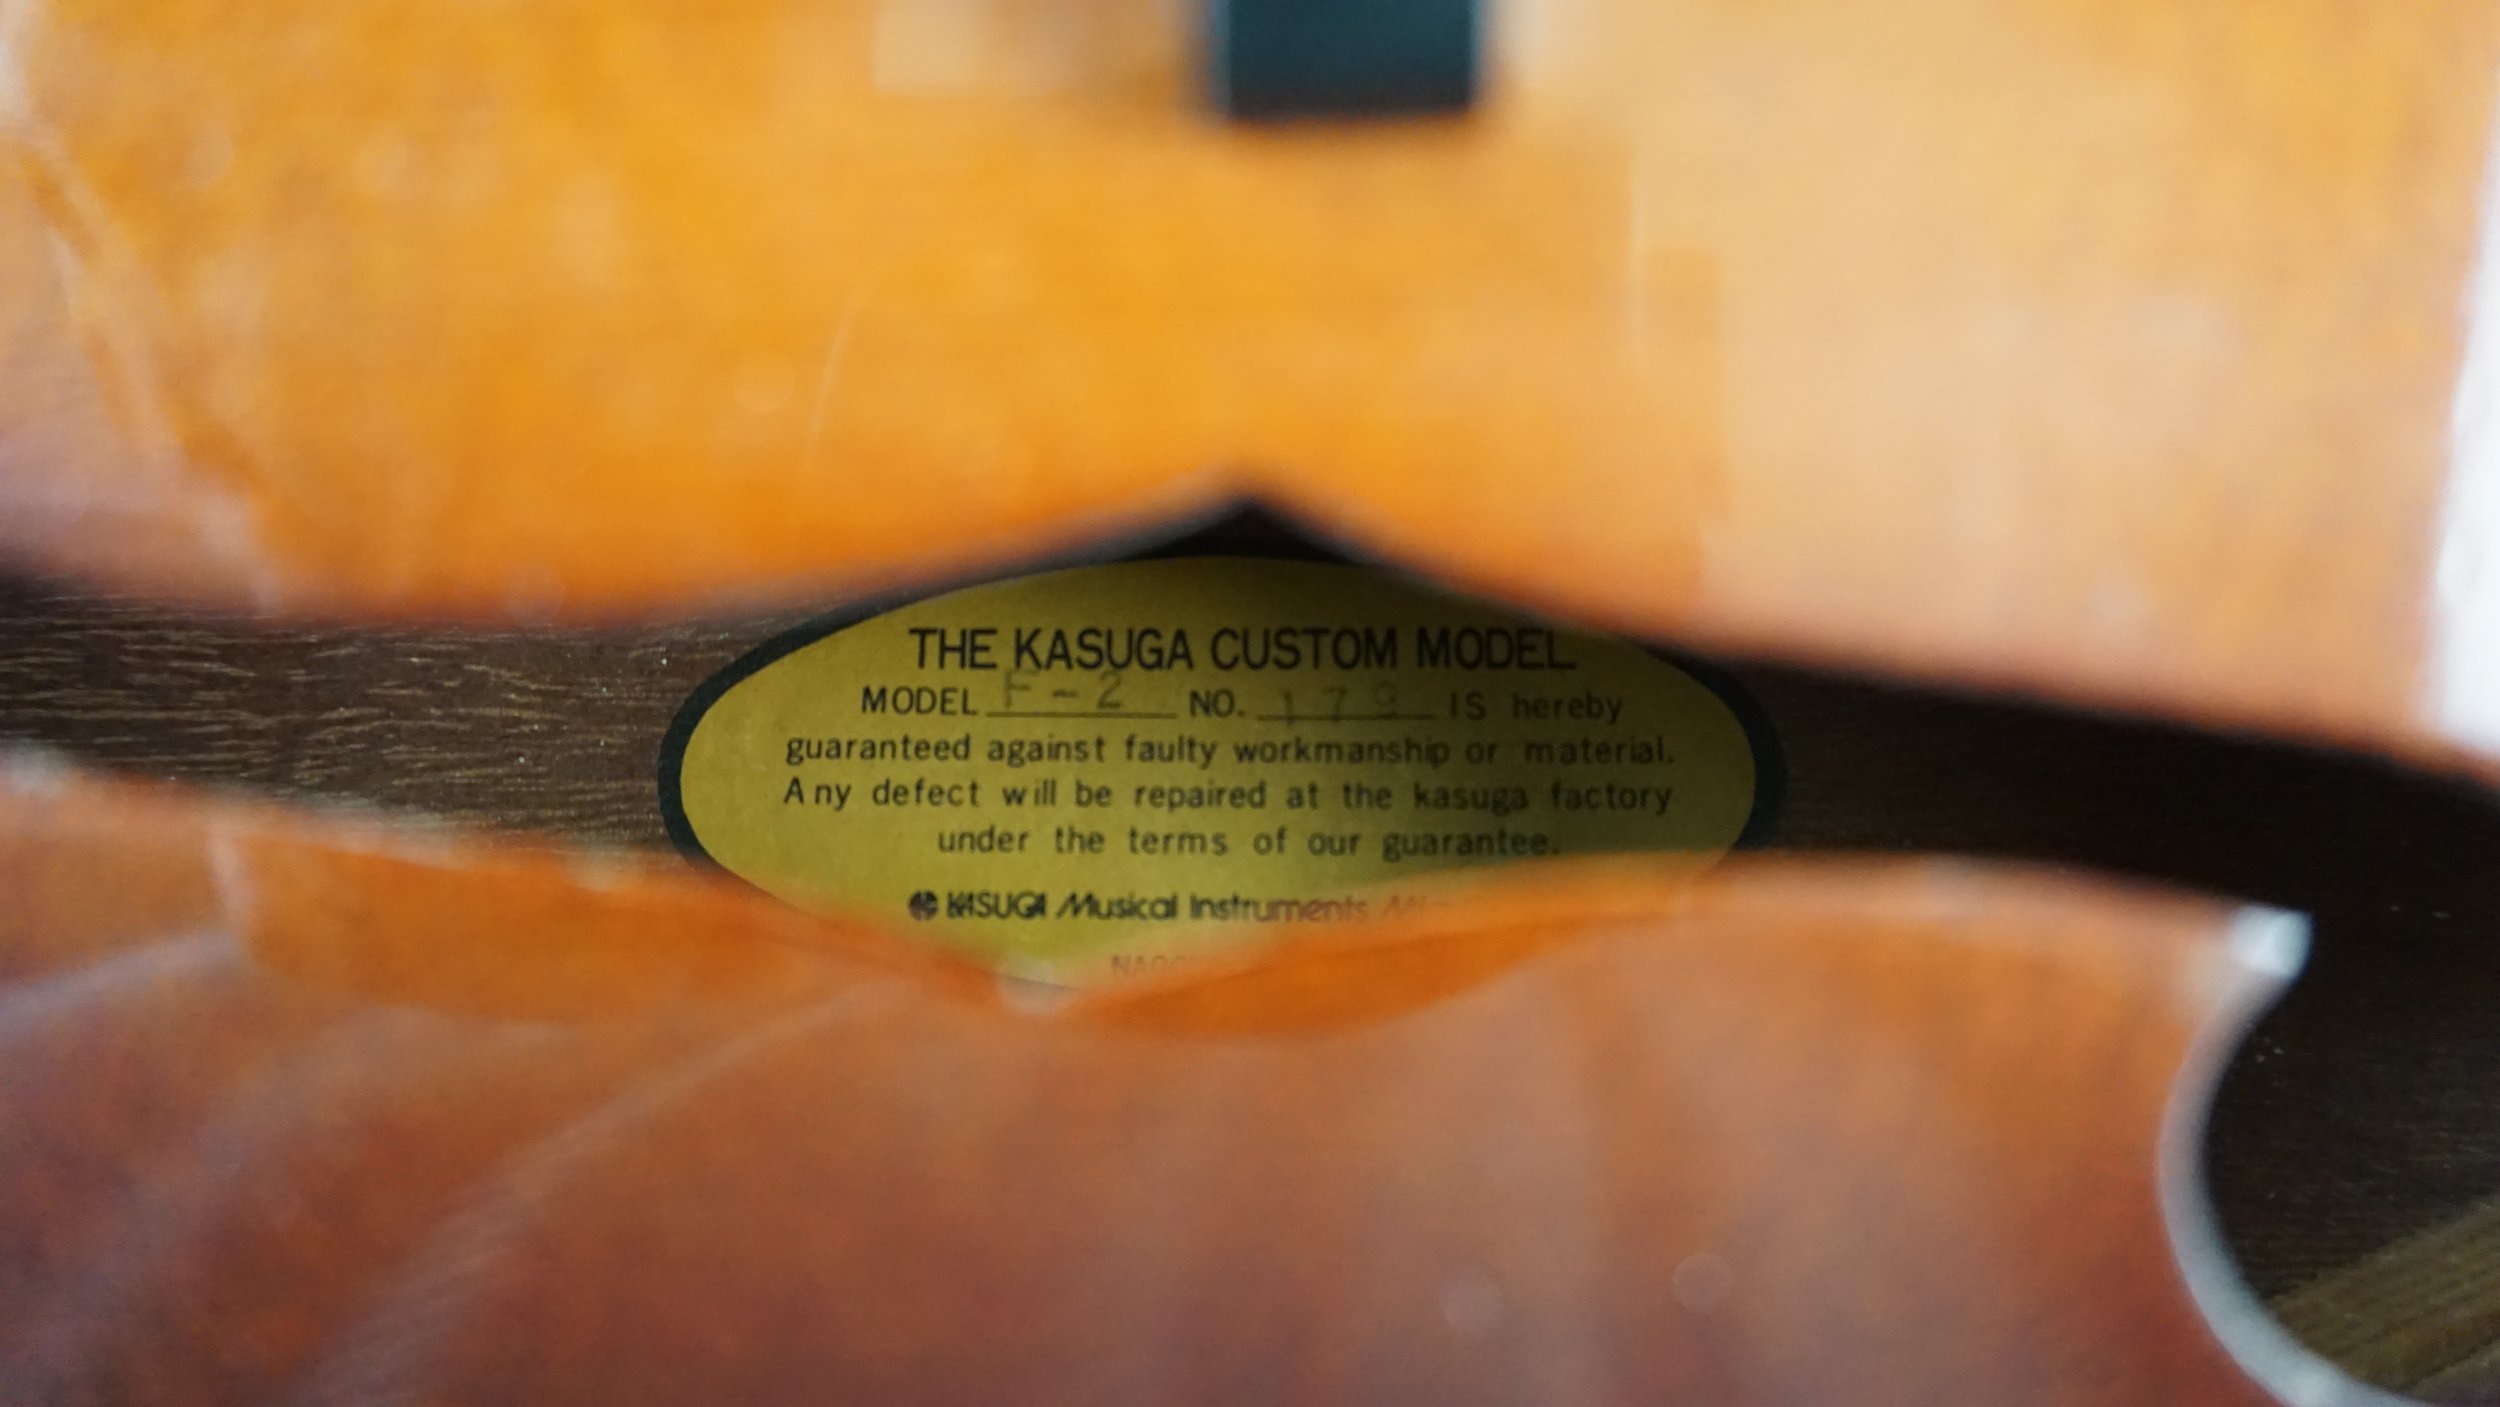 THE KASUGA CUSTOM MODEL
MODEL F-2 NO. 179 IS hereby
guaranteed against faulty workmanship or material.
Any defect will be repaired at the kasuga factory
under the terms of our guarantee.
KASUGA Musical Instruments